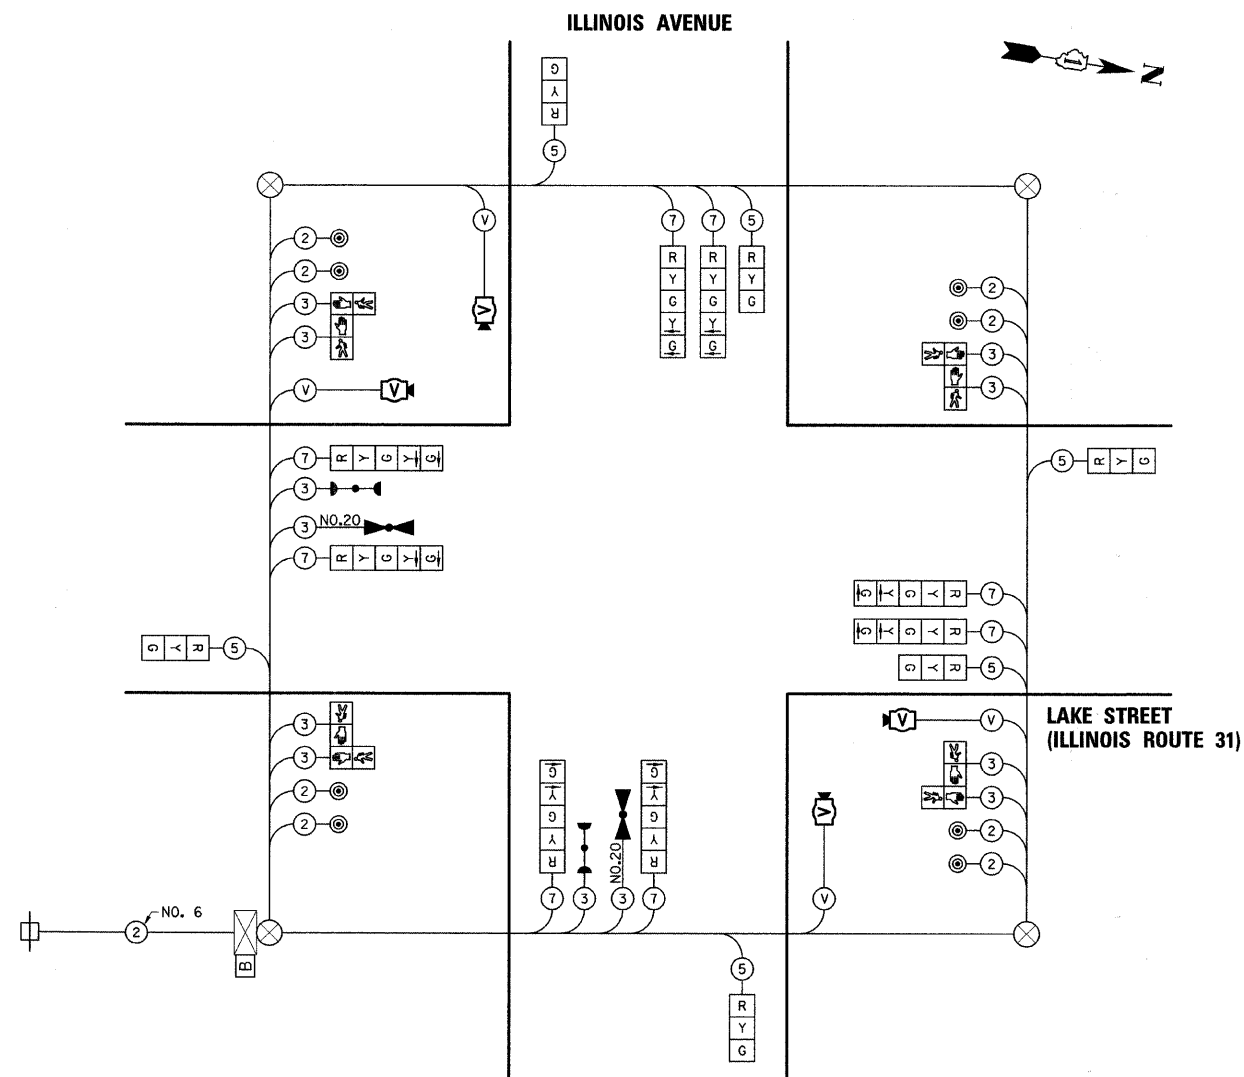 ILLINOIS AVENUE
1
N
G
Y
R
5
V
7
7
5
R Y G Y G
R Y G Y G
R Y G
V
2
2
3
3
V
V
2
2
3
3
7
R Y G Y G
3
3
NO.20
7
R Y G Y G
5
R Y G
G Y G Y R
7
G Y G Y R
7
G Y R
5
G Y R
5
3
3
2
2
V
V
3
3
2
2
LAKE STREET
(ILLINOIS ROUTE 31)
G Y G Y R
G Y G Y R
NO.20
7
3
3
7
V
V
2
NO. 6
B
5
R
Y
G